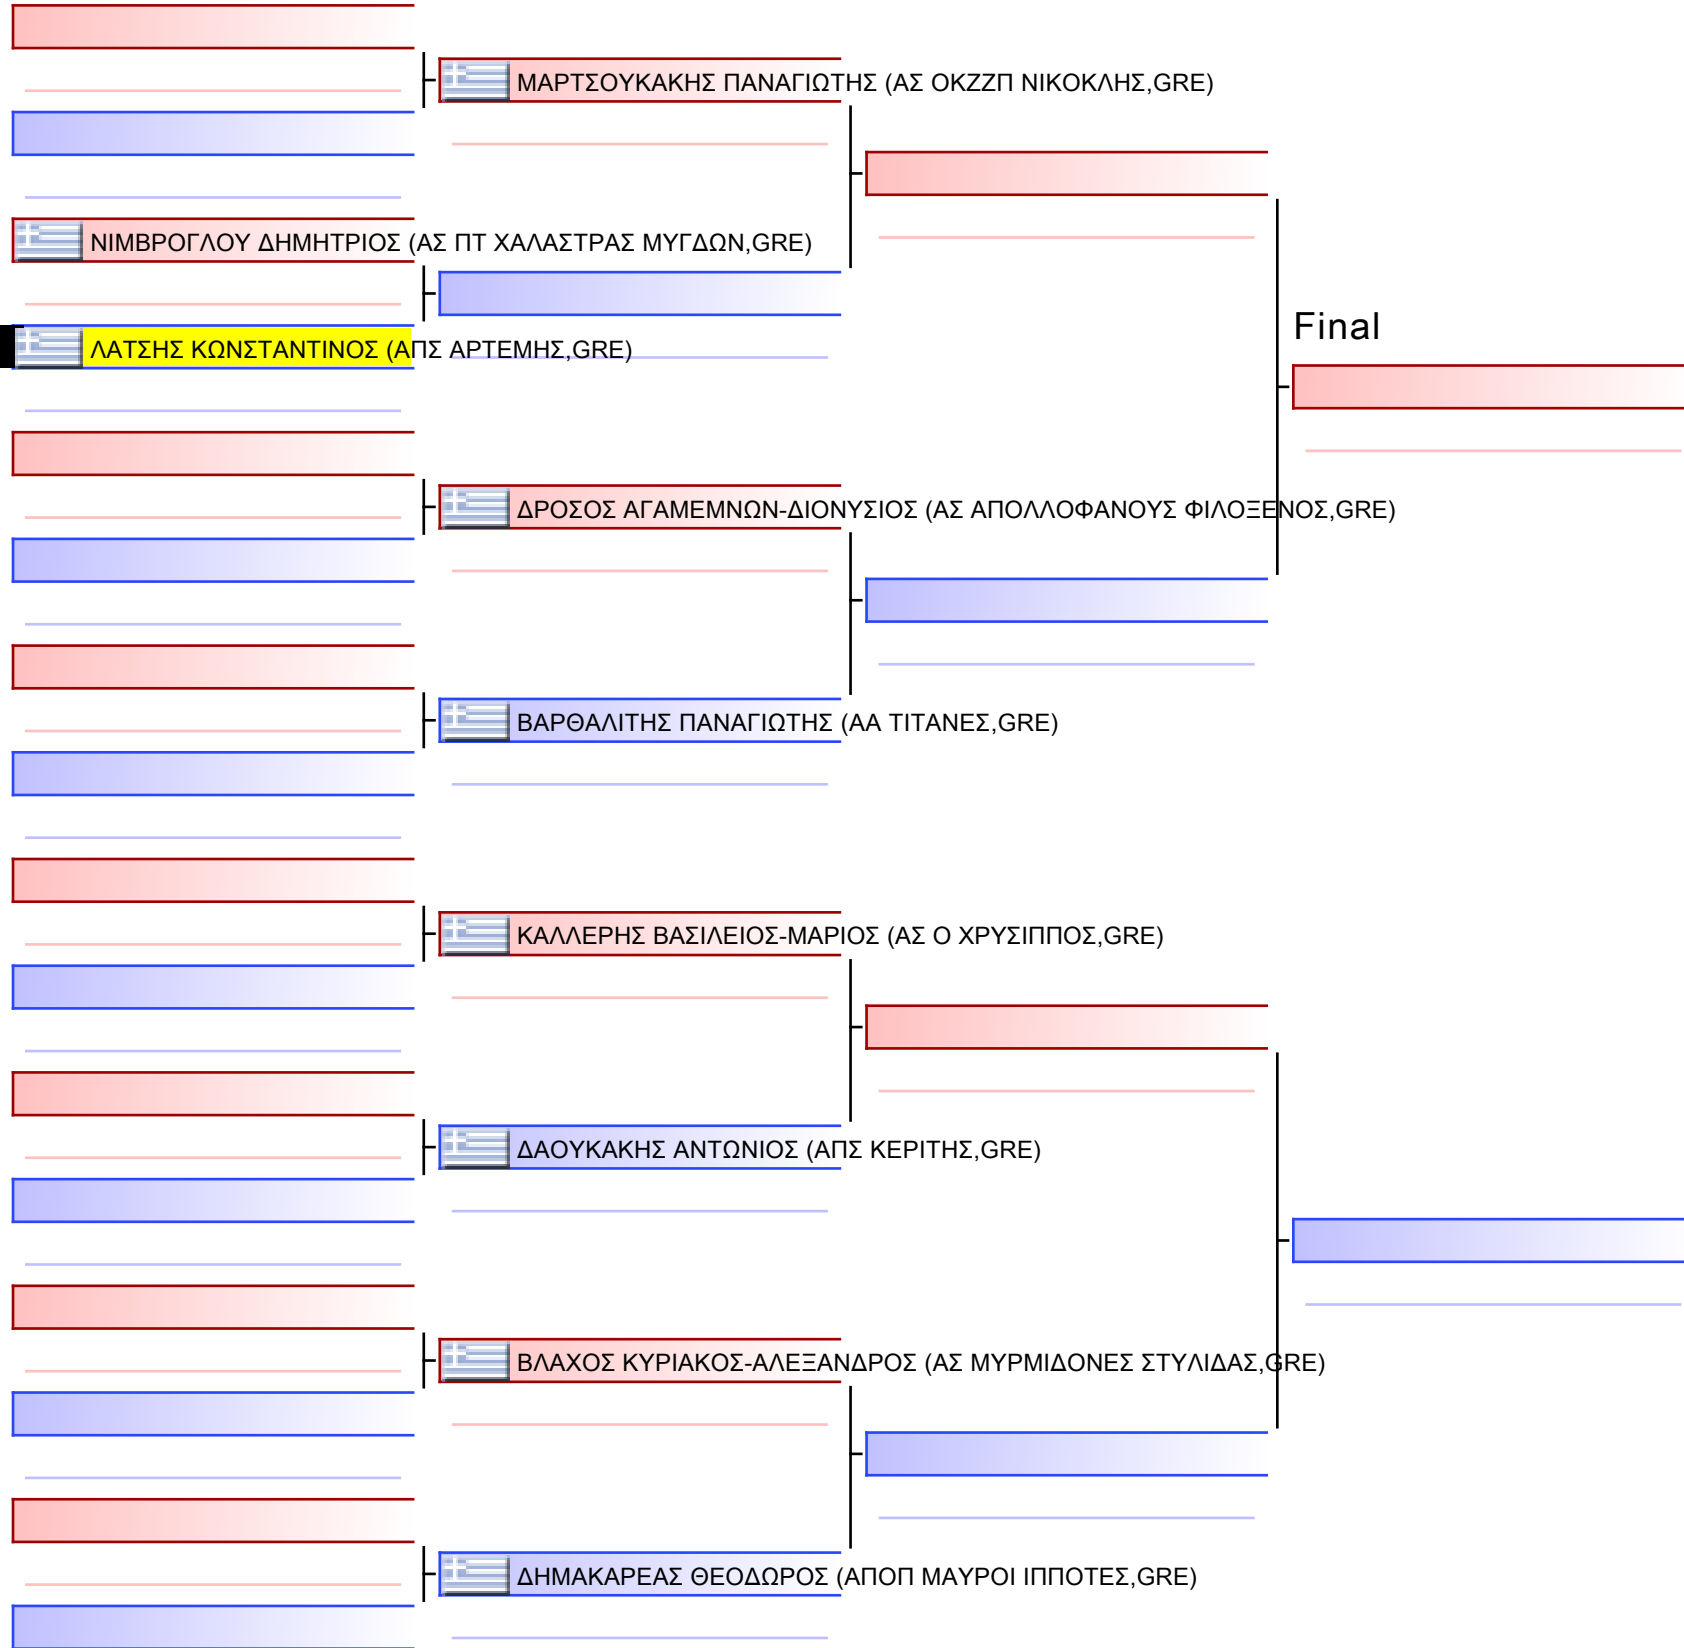 ΜΑΡΤΣΟΥΚΑΚΗΣ ΠΑΝΑΓΙΩΤΗΣ (ΑΣ ΟΚΖΖΠ ΝΙΚΟΚΛΗΣ,GRE)
ΝΙΜΒΡΟΓΛΟΥ ΔΗΜΗΤΡΙΟΣ (ΑΣ ΠΤ ΧΑΛΑΣΤΡΑΣ ΜΥΓΔΩΝ,GRE)
Final
ΛΑΤΣΗΣ ΚΩΝΣΤΑΝΤΙΝΟΣ (ΑΠΣ ΑΡΤΕΜΗΣ,GRE)
ΔΡΟΣΟΣ ΑΓΑΜΕΜΝΩΝ-ΔΙΟΝΥΣΙΟΣ (ΑΣ ΑΠΟΛΛΟΦΑΝΟΥΣ ΦΙΛΟΞΕΝΟΣ,GRE)
ΒΑΡΘΑΛΙΤΗΣ ΠΑΝΑΓΙΩΤΗΣ (ΑΑ ΤΙΤΑΝΕΣ,GRE)
ΚΑΛΛΕΡΗΣ ΒΑΣΙΛΕΙΟΣ-ΜΑΡΙΟΣ (ΑΣ Ο ΧΡΥΣΙΠΠΟΣ,GRE)
ΔΑΟΥΚΑΚΗΣ ΑΝΤΩΝΙΟΣ (ΑΠΣ ΚΕΡΙΤΗΣ,GRE)
ΒΛΑΧΟΣ ΚΥΡΙΑΚΟΣ-ΑΛΕΞΑΝΔΡΟΣ (ΑΣ ΜΥΡΜΙΔΟΝΕΣ ΣΤΥΛΙΔΑΣ,GRE)
ΔΗΜΑΚΑΡΕΑΣ ΘΕΟΔΩΡΟΣ (ΑΠΟΠ ΜΑΥΡΟΙ ΙΠΠΟΤΕΣ,GRE)